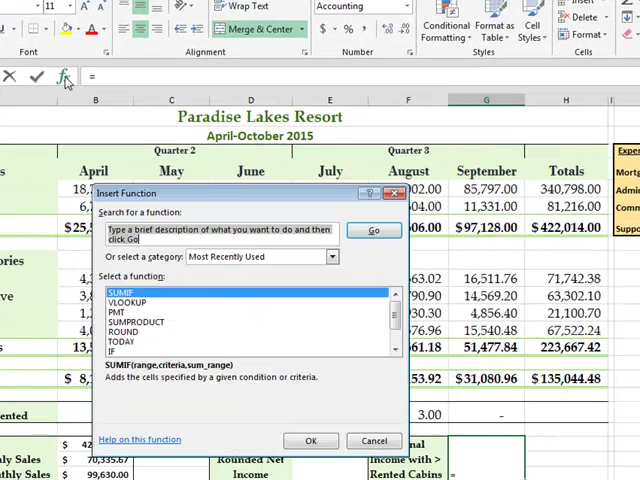 11 Wrap Text Accounting Insert
Merge & Center $ % , Conditional Formatting Format as Table Cell Styles Delete Format
Font Alignment Number
fx =
B C D E F G H I
Paradise Lakes Resort
April-October 2015
Quarter 2 Quarter 3
April May June July August September Totals
85,797.00 340,798.00
11,331.00 81,216.00
$ 97,128.00 $ 422,014.00
16,511.76 71,742.38
14,569.20 63,302.10
4,856.40 21,100.70
15,540.48 67,522.24
51,477.84 223,667.42
$ 8,1 53.92 $ 31,080.96 $ 135,044.48
3.00 -
Insert Function
Search for a function:
Type a brief description of what you want to do and then
click Go
Go
Or select a category: Most Recently Used
Select a function:
SUMIF
VLOOKUP
PMT
SUMPRODUCT
ROUND
TODAY
IF
SUMIF(range,criteria,sum_range)
Adds the cells specified by a given condition or criteria.
Help on this function
OK Cancel
70,335.67 Rounded Net Income with >
99,630.00 Income Rented Cabins =